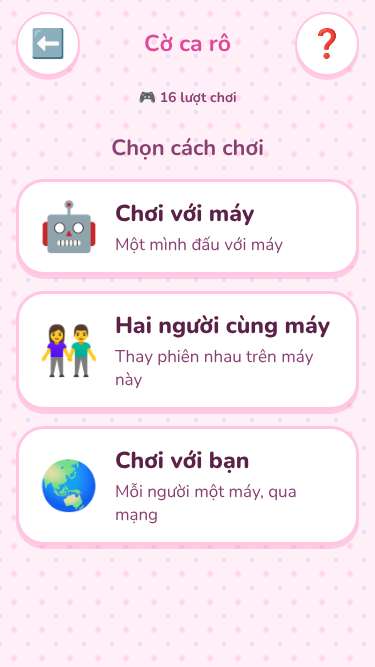 Cờ ca rô
16 lượt chơi
Chọn cách chơi
Chơi với máy
Một mình đấu với máy
Hai người cùng máy
Thay phiên nhau trên máy
này
Chơi với bạn
Mỗi người một máy, qua
mạng